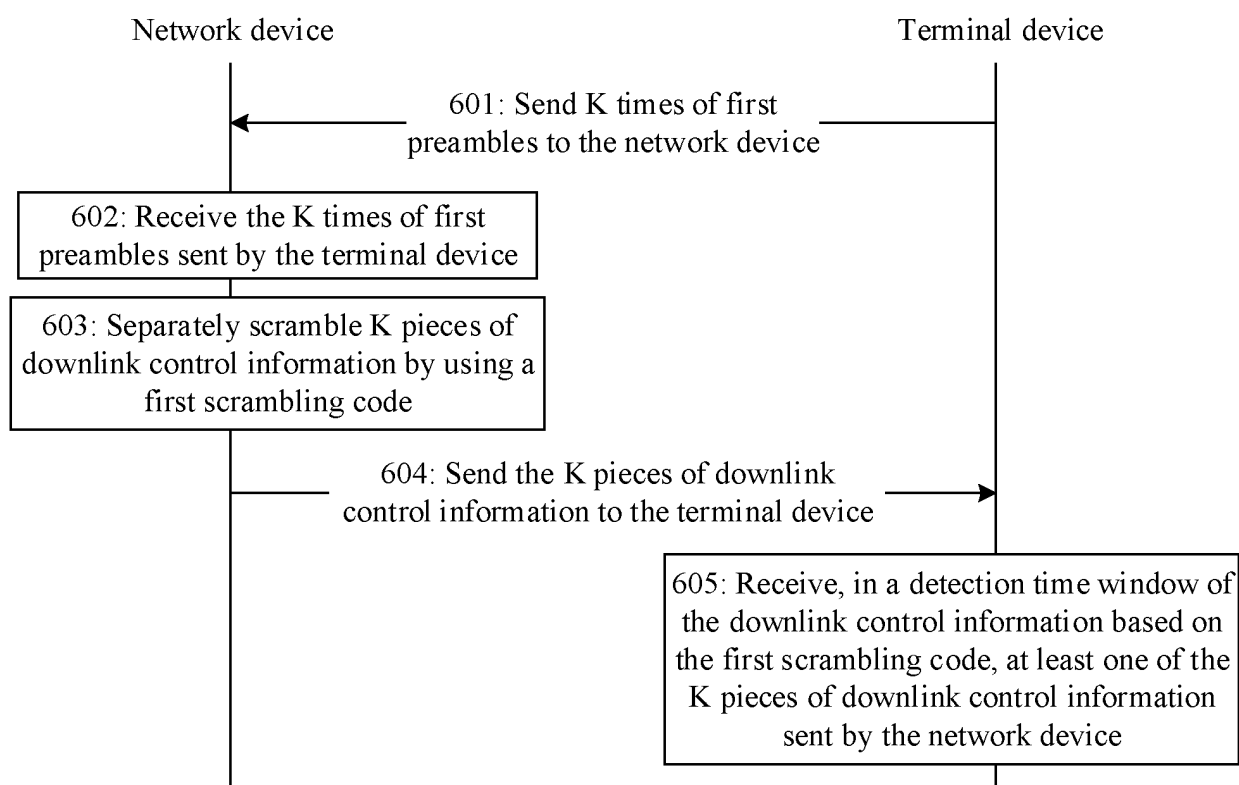 Network device
Terminal device
601: Send K times of first
preambles to the network device
602: Receive the K times of first
preambles sent by the terminal device
603: Separately scramble K pieces of
downlink control information by using a
first scrambling code
604: Send the K pieces of downlink
control information to the terminal device
605: Receive, in a detection time window of
the downlink control information based on
the first scrambling code, at least one of the
K pieces of downlink control information
sent by the network device